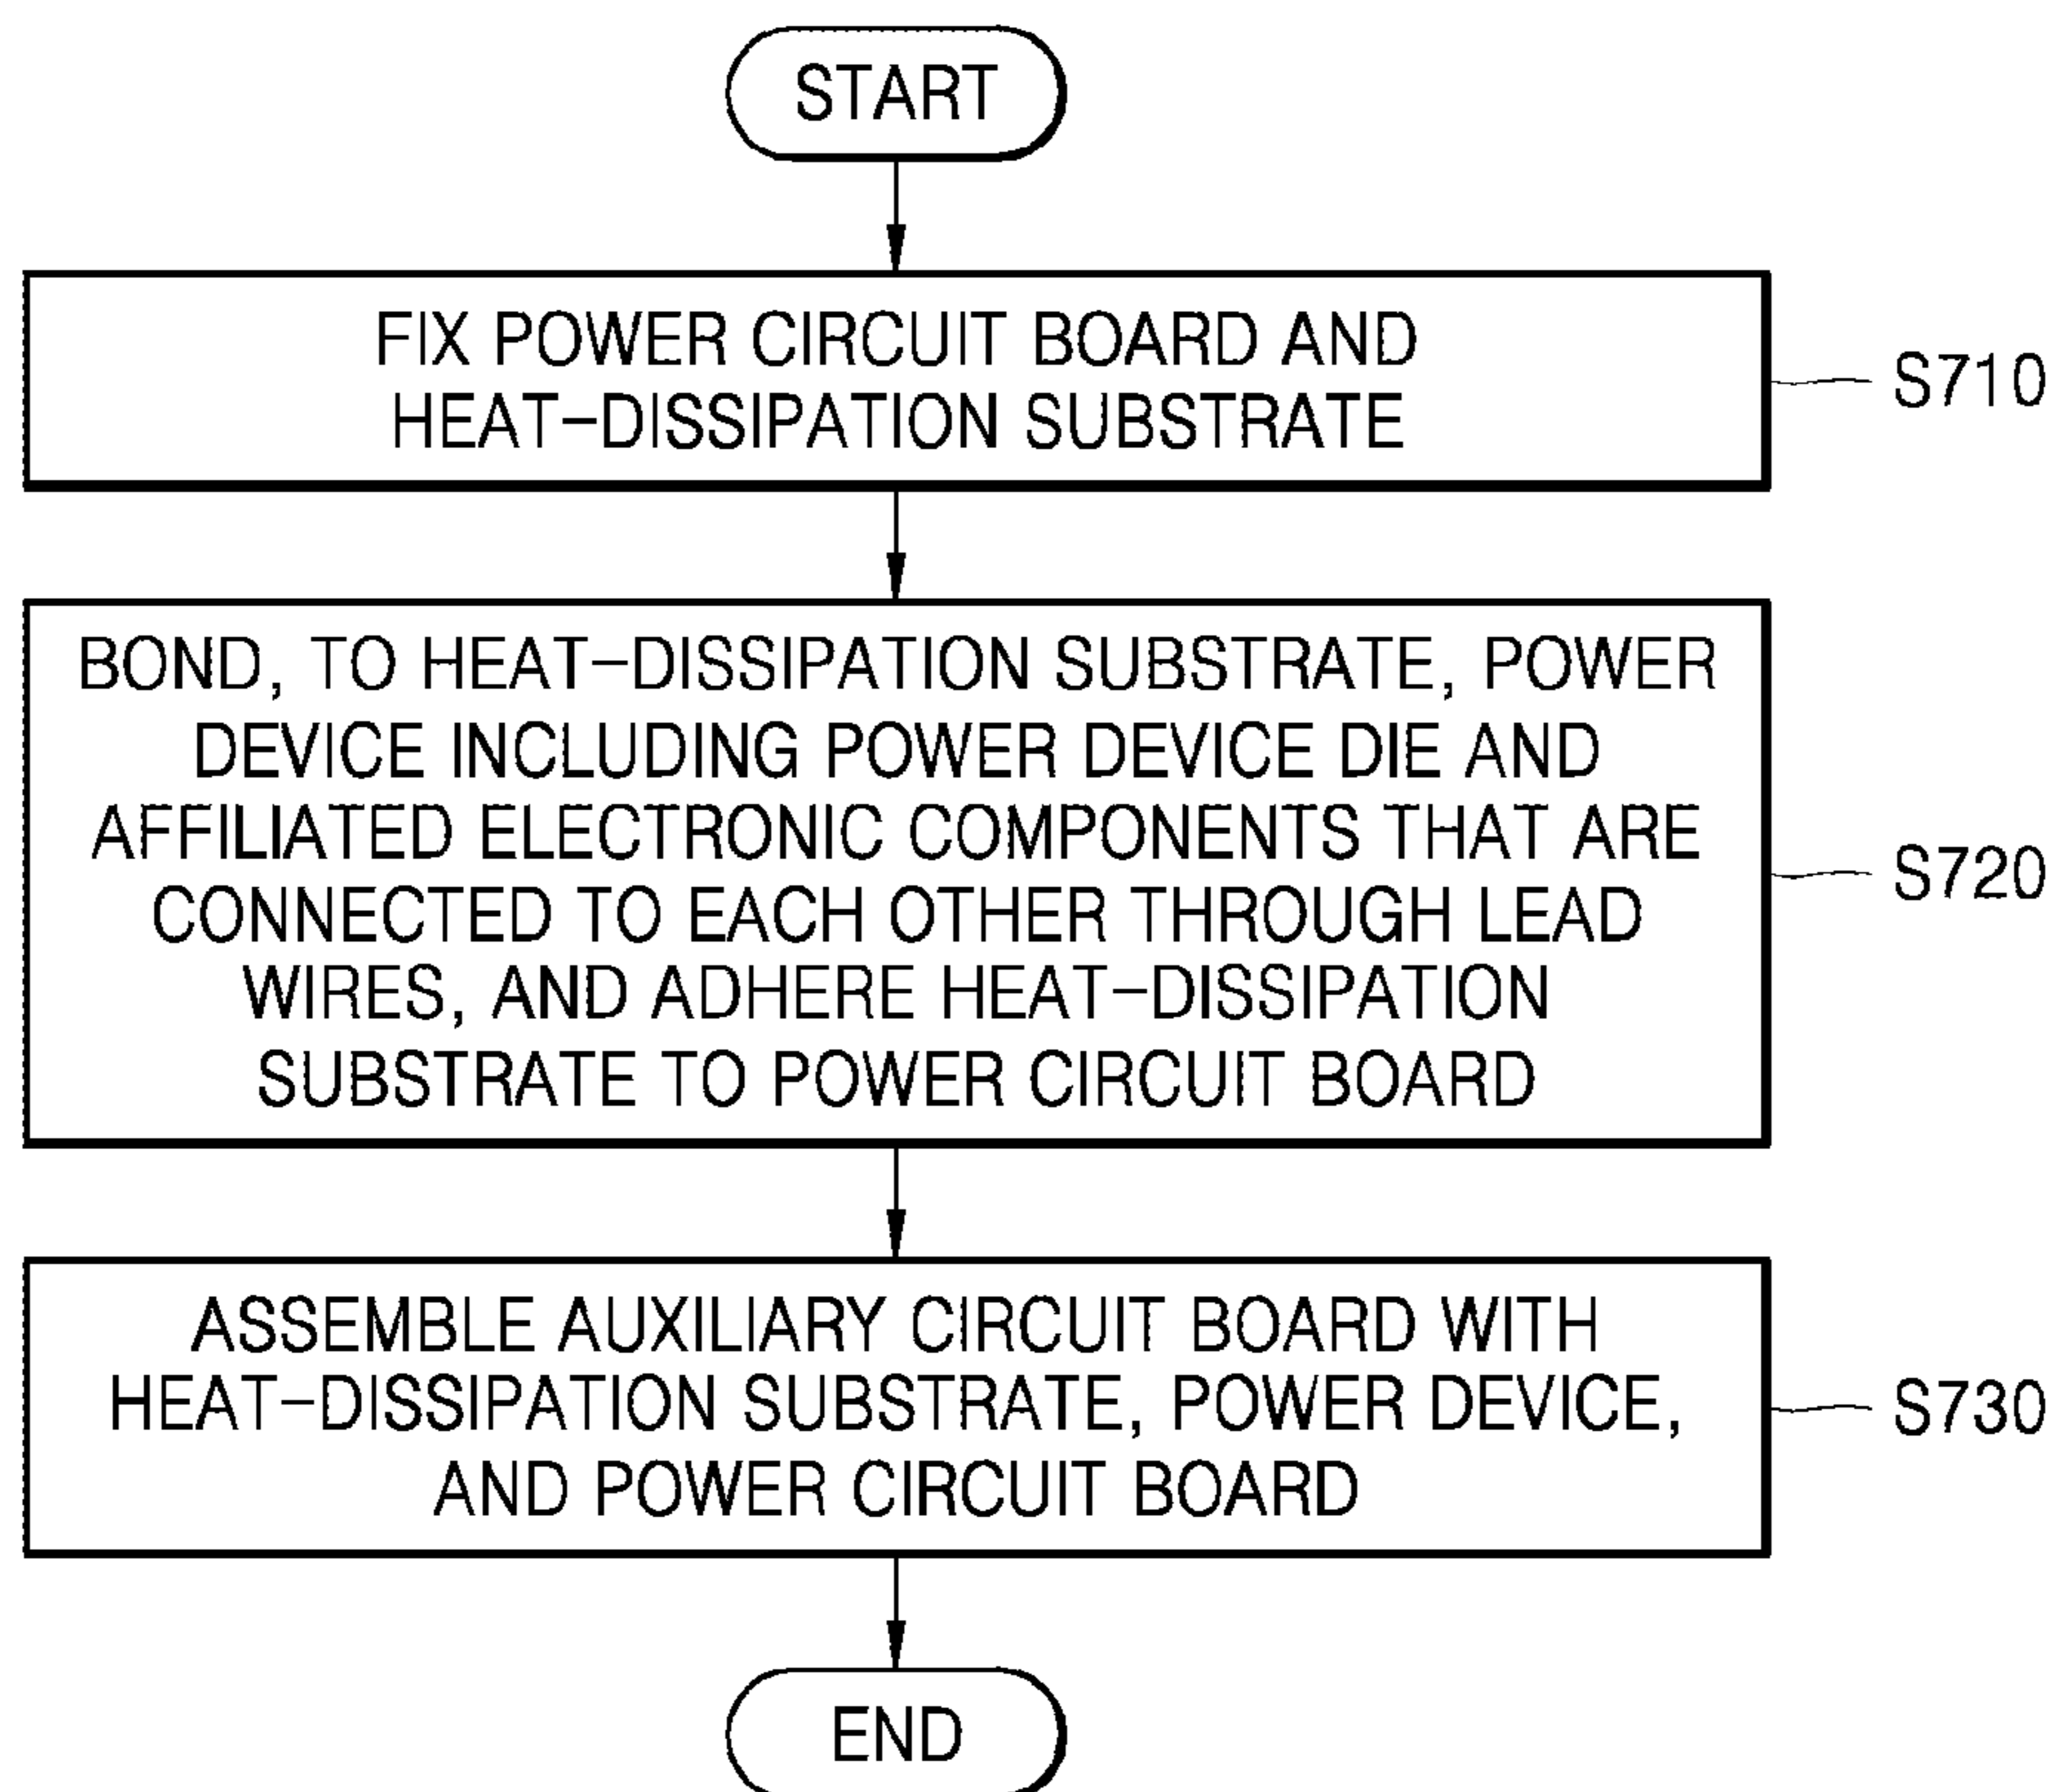 START
FIX POWER CIRCUIT BOARD AND
HEAT-DISSIPATION SUBSTRATE
S710
BOND, TO HEAT-DISSIPATION SUBSTRATE, POWER
DEVICE INCLUDING POWER DEVICE DIE AND
AFFILIATED ELECTRONIC COMPONENTS THAT ARE
CONNECTED TO EACH OTHER THROUGH LEAD
WIRES, AND ADHERE HEAT-DISSIPATION
SUBSTRATE TO POWER CIRCUIT BOARD
S720
ASSEMBLE AUXILIARY CIRCUIT BOARD WITH
HEAT-DISSIPATION SUBSTRATE, POWER DEVICE,
AND POWER CIRCUIT BOARD
S730
END